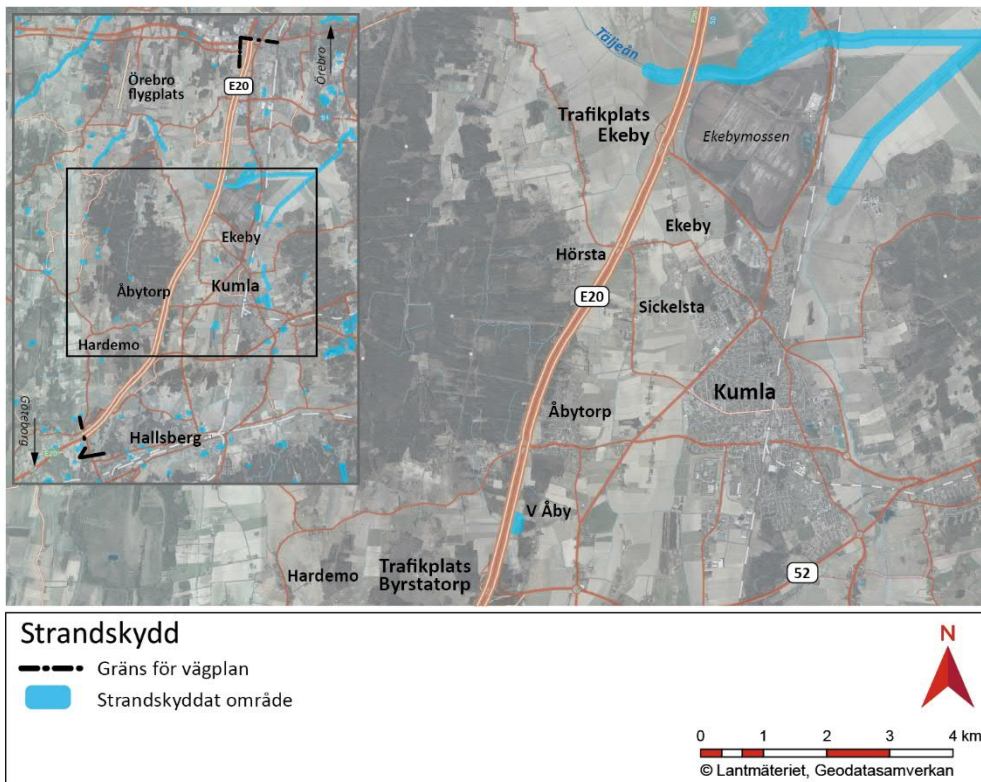 Örebro
flygplats
E20
Örebro
Ekeby
Åbytorp
Kumla
Hardemo
Göteborg
E20
Hallsberg
Täljeån
Trafikplats
Ekeby
Ekebymossen
Ekeby
Hörsta
E20
Sickelsta
Åbytorp
Kumla
V Åby
Hardemo
Trafikplats
Byrstatorp
52
Strandskydd
Gräns för vägplan
Strandskyddat område
N
0 1 2 3 4 km
© Lantmäteriet, Geodatasamverkan